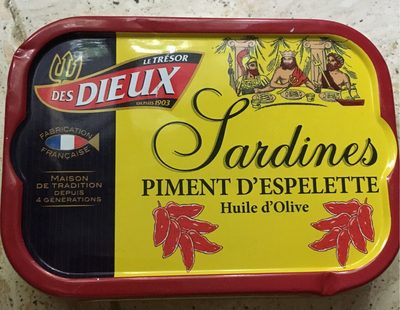 LE TRÉSOR
DES DIEUX
DEPUIS 1903
FABRICATION
FRANÇAISE
MAISON
DE TRADITION
DEPUIS
4 GÉNÉRATIONS
Sardines
PIMENT D'ESPELETTE
Huile d'Olive